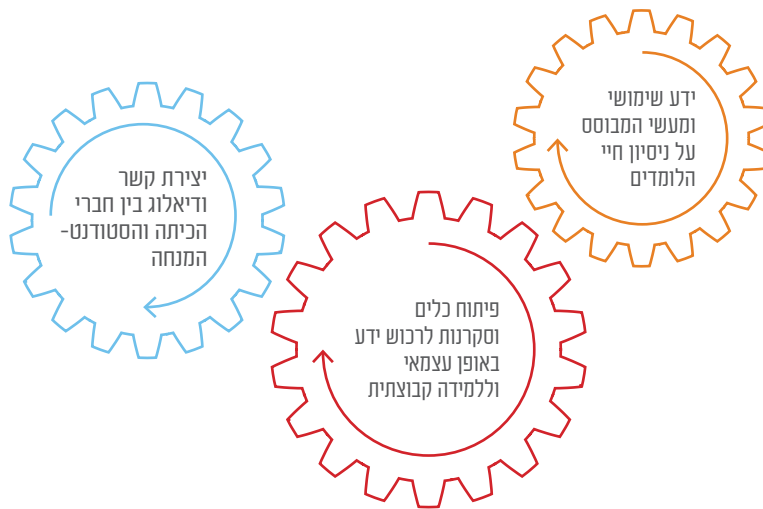 ידע שימושי
ומעשי המבוסס
על ניסיון חיי
הלומדים
יצירת קשר
ודיאלוג בין חברי
הכיתה והסטודנט-
המנחה
פיתוח כלים
וסקרנות לרכוש ידע
באופן עצמאי
וללמידה קבוצתית